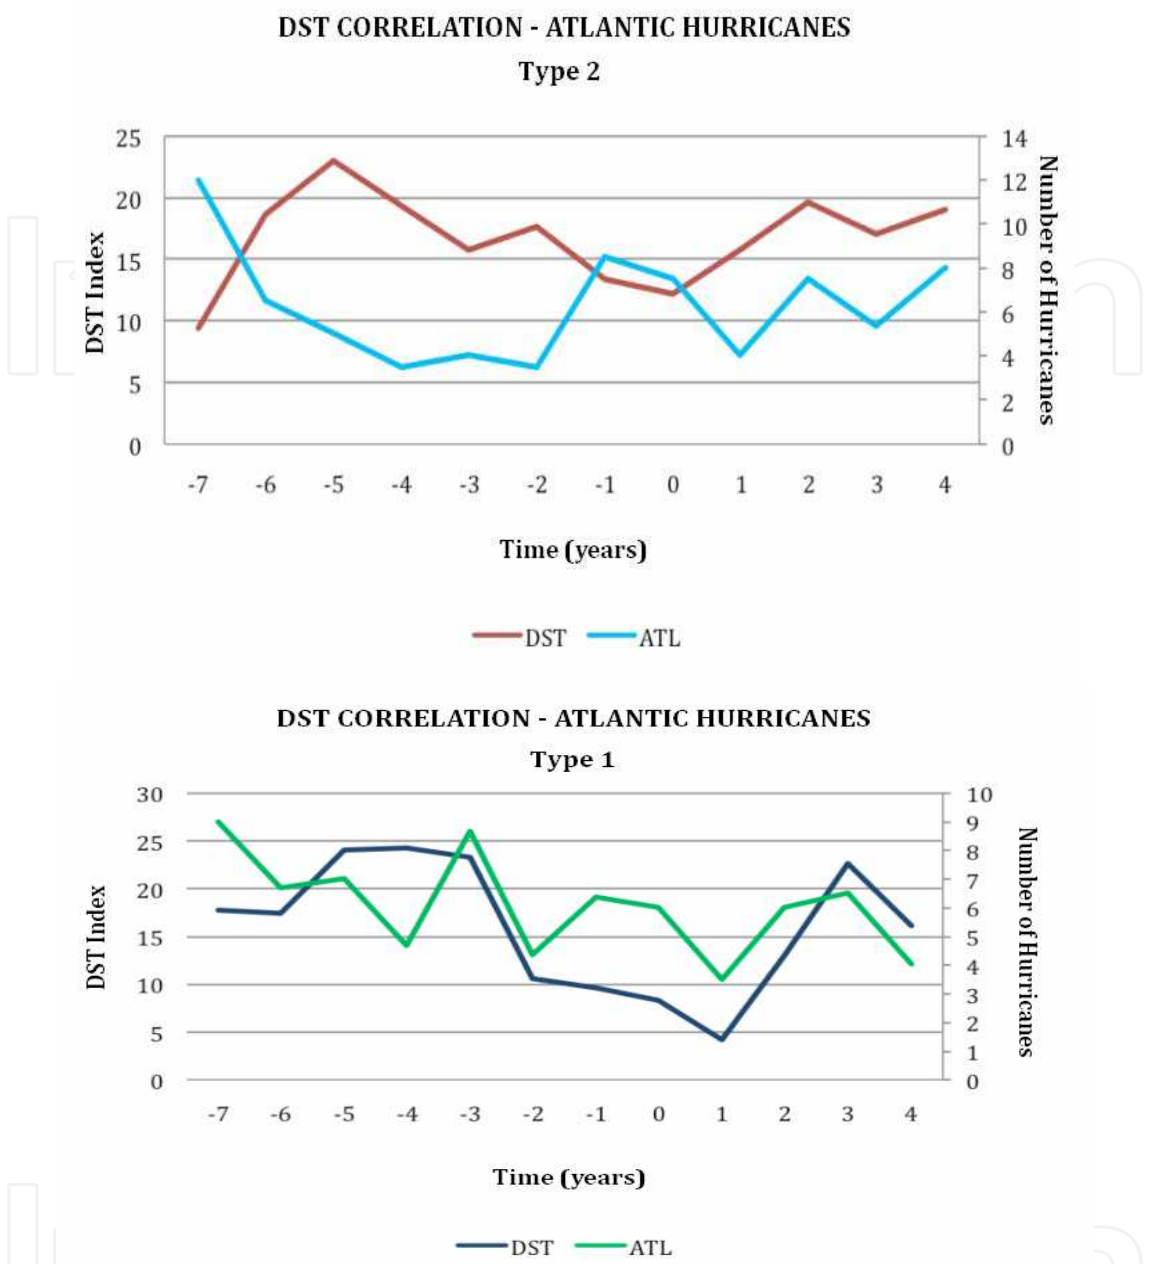 DST CORRELATION - ATLANTIC HURRICANES
Type 2
25
20
15
10
5
0
DST Index
14
12
10
8
6
4
2
0
Number of Hurricanes
-7 -6 -5 -4 -3 -2 -1 0 1 2 3 4
Time (years)
DST ATL
DST CORRELATION - ATLANTIC HURRICANES
Type 1
30
25
20
15
10
5
0
DST Index
10
9
8
7
6
5
4
3
2
1
0
Number of Hurricanes
-7 -6 -5 -4 -3 -2 -1 0 1 2 3 4
Time (years)
DST ATL